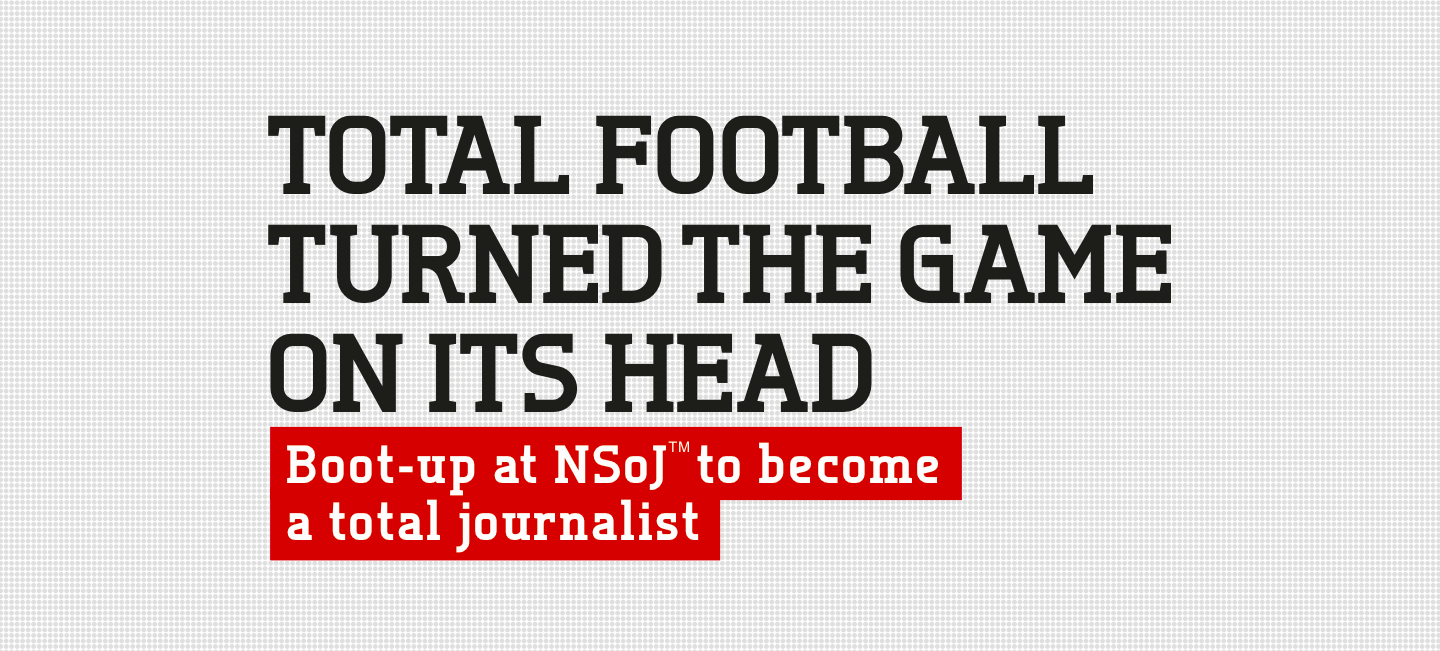 TOTAL FOOTBALL
TURNED THE GAME
ON ITS HEAD
Boot-up at NSoJ™ to become
a total journalist